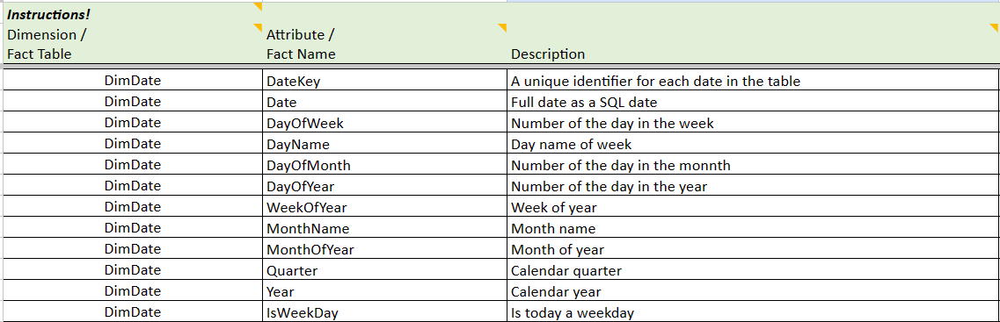 Instructions!
Dimension / Attribute /
Fact Table Fact Name Description
DimDate DateKey A unique identifier for each date in the table
DimDate Date Full date as a SQL date
DimDate DayOfWeek Number of the day in the week
DimDate DayName Day name of week
DimDate DayOfMonth Number of the day in the monnth
DimDate DayOfYear Number of the day in the year
DimDate WeekOfYear Week of year
DimDate MonthName Month name
DimDate MonthOfYear Month of year
DimDate Quarter Calendar quarter
DimDate Year Calendar year
DimDate IsWeekDay Is today a weekday